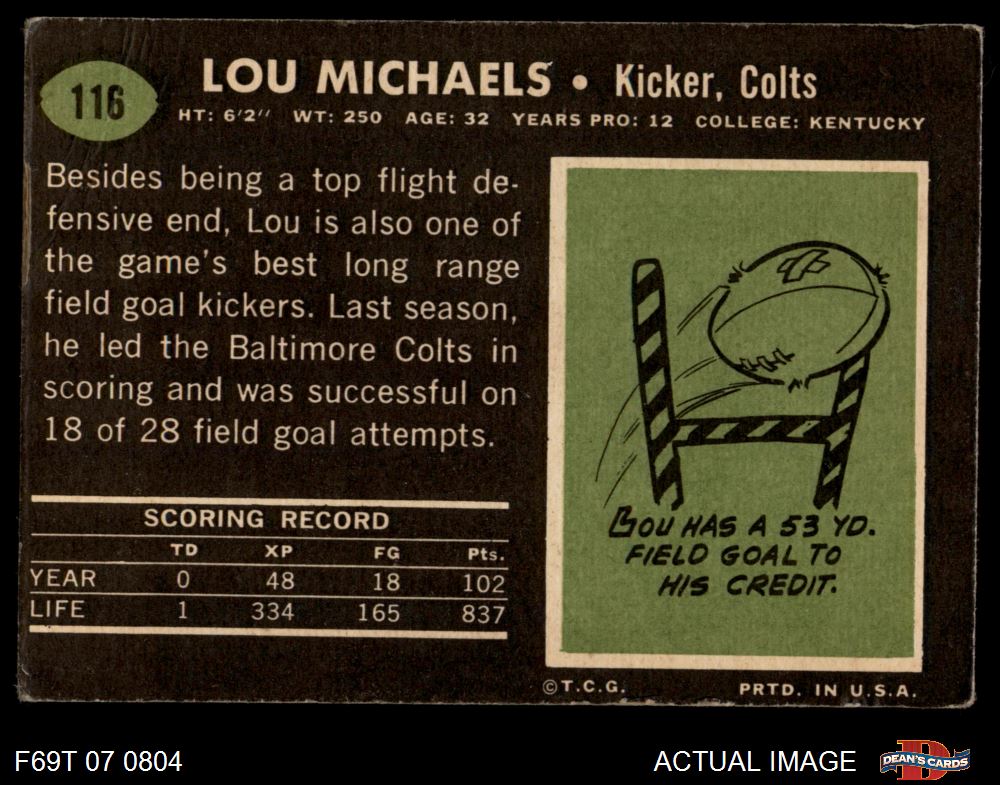 116
LOU MICHAELS • Kicker, Colts
HT: 6'2" WT: 250 AGE: 32 YEARS PRO: 12 COLLEGE: KENTUCKY
Besides being a top flight de-
fensive end, Lou is also one of
the game's best long range
field goal kickers. Last season,
he led the Baltimore Colts in
scoring and was successful on
18 of 28 field goal attempts.
SCORING RECORD
TD XP FG Pts.
YEAR 0 48 18 102
LIFE 1 334 165 837
LOU HAS A 53 YD.
FIELD GOAL TO
HIS CREDIT.
©T.C.G. PRTD. IN U.S.A.
F69T 07 0804 ACTUAL IMAGE
D
DEAN'S CARDS